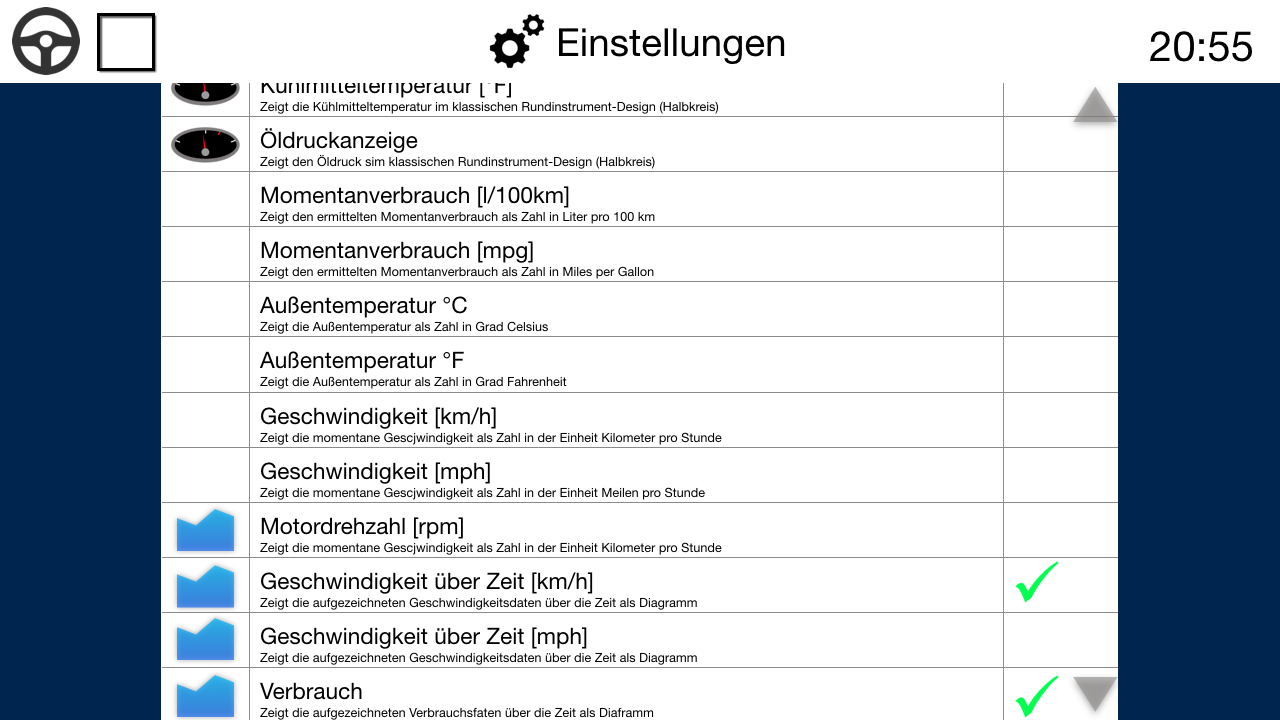 Einstellungen
20:55
Kühlmitteltemperatur [°F]
Zeigt die Kühlmitteltemperatur im klassischen Rundinstrument-Design (Halbkreis)
Öldruckanzeige
Zeigt den Öldruck sim klassischen Rundinstrument-Design (Halbkreis)
Momentanverbrauch [l/100km]
Zeigt den ermittelten Momentanverbrauch als Zahl in Liter pro 100 km
Momentanverbrauch [mpg]
Zeigt den ermittelten Momentanverbrauch als Zahl in Miles per Gallon
Außentemperatur °C
Zeigt die Außentemperatur als Zahl in Grad Celsius
Außentemperatur °F
Zeigt die Außentemperatur als Zahl in Grad Fahrenheit
Geschwindigkeit [km/h]
Zeigt die momentane Gescjwindigkeit als Zahl in der Einheit Kilometer pro Stunde
Geschwindigkeit [mph]
Zeigt die momentane Gescjwindigkeit als Zahl in der Einheit Meilen pro Stunde
Motordrehzahl [rpm]
Zeigt die momentane Gescjwindigkeit als Zahl in der Einheit Kilometer pro Stunde
Geschwindigkeit über Zeit [km/h]
Zeigt die aufgezeichneten Geschwindigkeitsdaten über die Zeit als Diagramm
Geschwindigkeit über Zeit [mph]
Zeigt die aufgezeichneten Geschwindigkeitsdaten über die Zeit als Diagramm
Verbrauch
Zeigt die aufgezeichneten Verbrauchsfaten über die Zeit als Diaframm